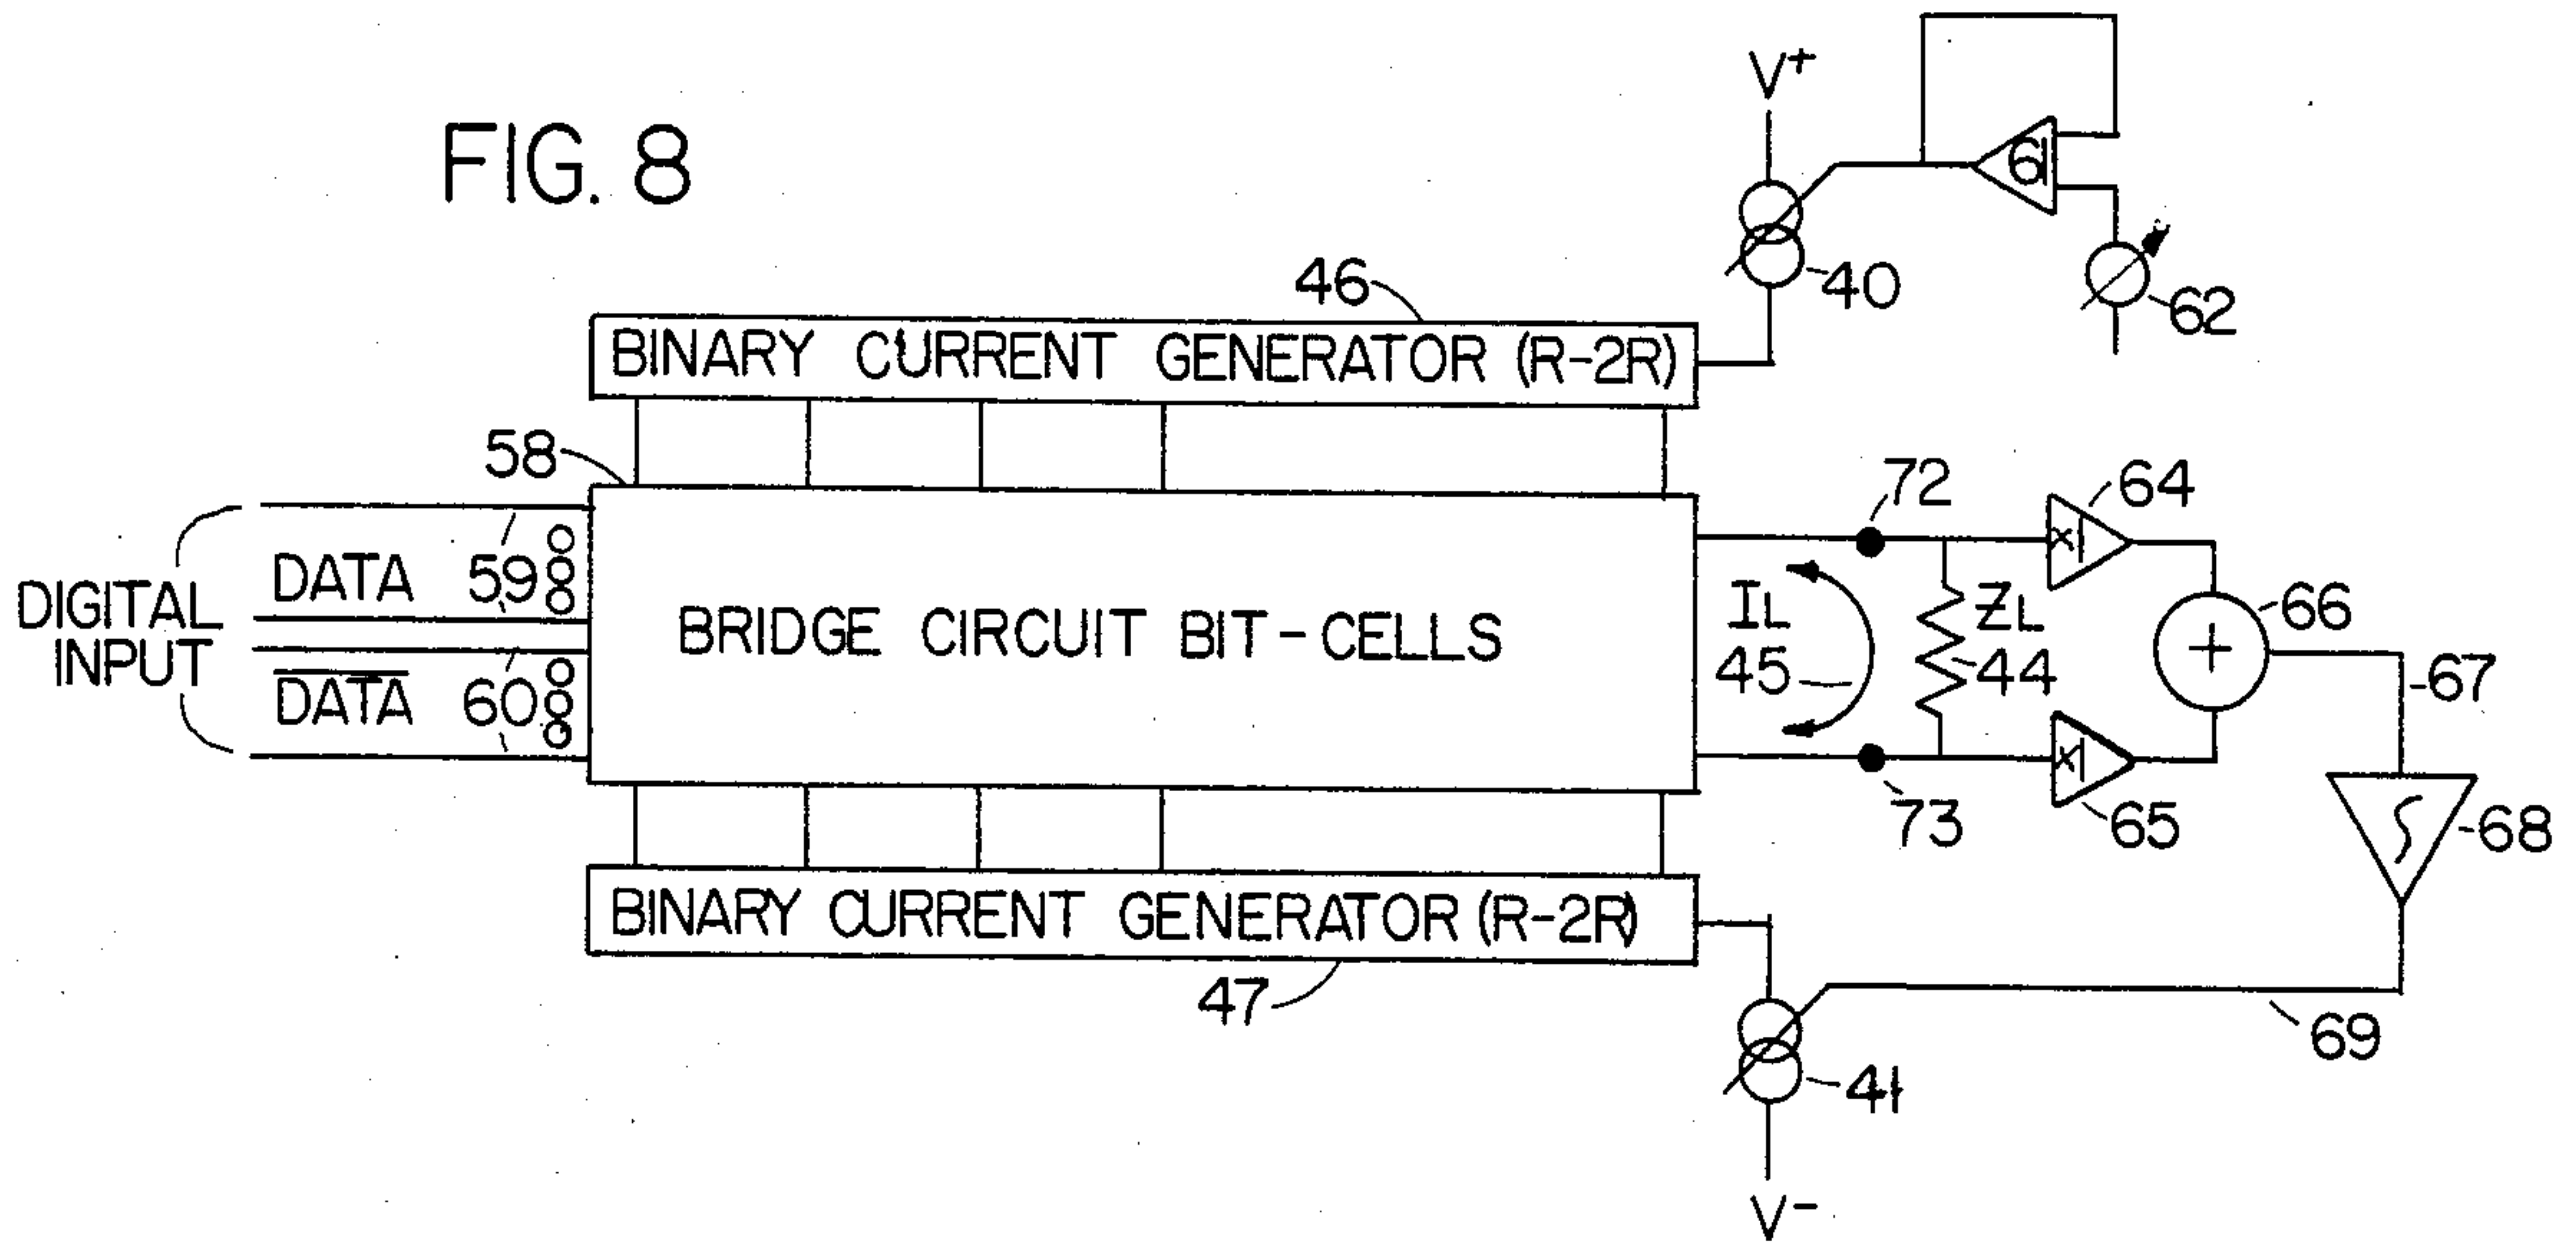 FIG. 8
V+
61
40
62
46
BINARY CURRENT GENERATOR (R-2R)
58
DIGITAL
INPUT
DATA
59
DATA
60
BRIDGE CIRCUIT BIT-CELLS
72
64
x1
IL
45
ZL
44
66
+
67
73
x1
65
∫
68
BINARY CURRENT GENERATOR (R-2R)
47
69
41
V-